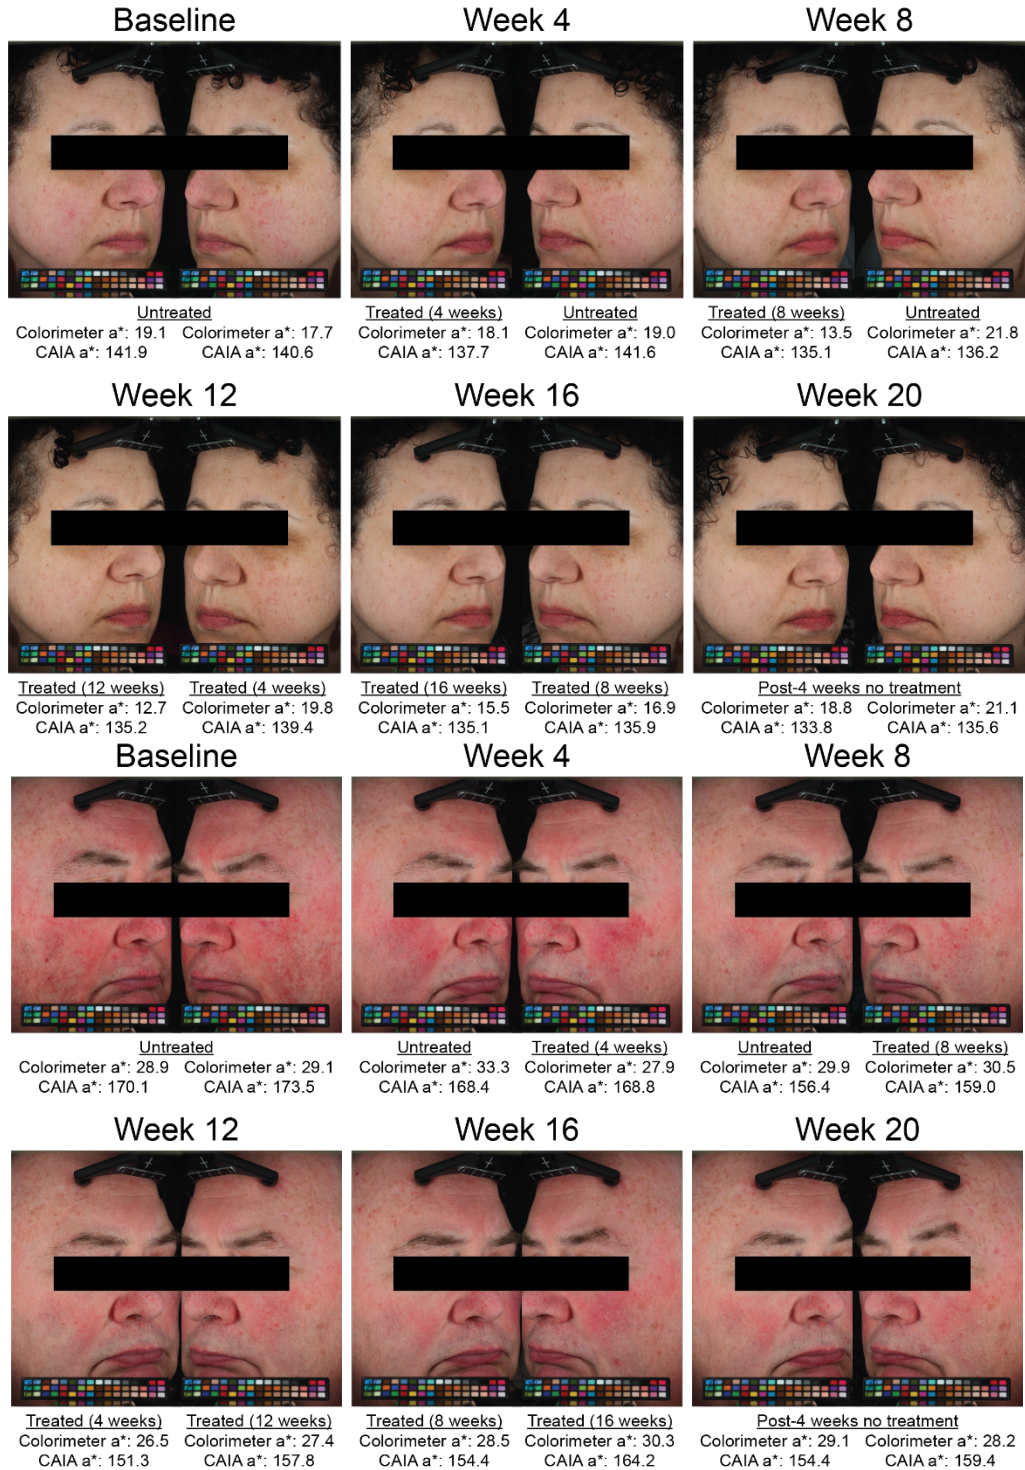 Baseline Week 4 Week 8
Untreated Treated (4 weeks) Untreated Treated (8 weeks) Untreated
Colorimeter a*: 19.1 Colorimeter a*: 17.7 Colorimeter a*: 18.1 Colorimeter a*: 19.0 Colorimeter a*: 13.5 Colorimeter a*: 21.8
CAIA a*: 141.9 CAIA a*: 140.6 CAIA a*: 137.7 CAIA a*: 141.6 CAIA a*: 135.1 CAIA a*: 136.2
Week 12 Week 16 Week 20
Treated (12 weeks) Treated (4 weeks) Treated (16 weeks) Treated (8 weeks) Post-4 weeks no treatment
Colorimeter a*: 12.7 Colorimeter a*: 19.8 Colorimeter a*: 15.5 Colorimeter a*: 16.9 Colorimeter a*: 18.8 Colorimeter a*: 21.1
CAIA a*: 135.2 CAIA a*: 139.4 CAIA a*: 135.1 CAIA a*: 135.9 CAIA a*: 133.8 CAIA a*: 135.6
Baseline Week 4 Week 8
Untreated Untreated Treated (4 weeks) Untreated Treated (8 weeks)
Colorimeter a*: 28.9 Colorimeter a*: 29.1 Colorimeter a*: 33.3 Colorimeter a*: 27.9 Colorimeter a*: 29.9 Colorimeter a*: 30.5
CAIA a*: 170.1 CAIA a*: 173.5 CAIA a*: 168.4 CAIA a*: 168.8 CAIA a*: 156.4 CAIA a*: 159.0
Week 12 Week 16 Week 20
Treated (4 weeks) Treated (12 weeks) Treated (8 weeks) Treated (16 weeks) Post-4 weeks no treatment
Colorimeter a*: 26.5 Colorimeter a*: 27.4 Colorimeter a*: 28.5 Colorimeter a*: 30.3 Colorimeter a*: 29.1 Colorimeter a*: 28.2
CAIA a*: 151.3 CAIA a*: 157.8 CAIA a*: 154.4 CAIA a*: 164.2 CAIA a*: 154.4 CAIA a*: 159.4